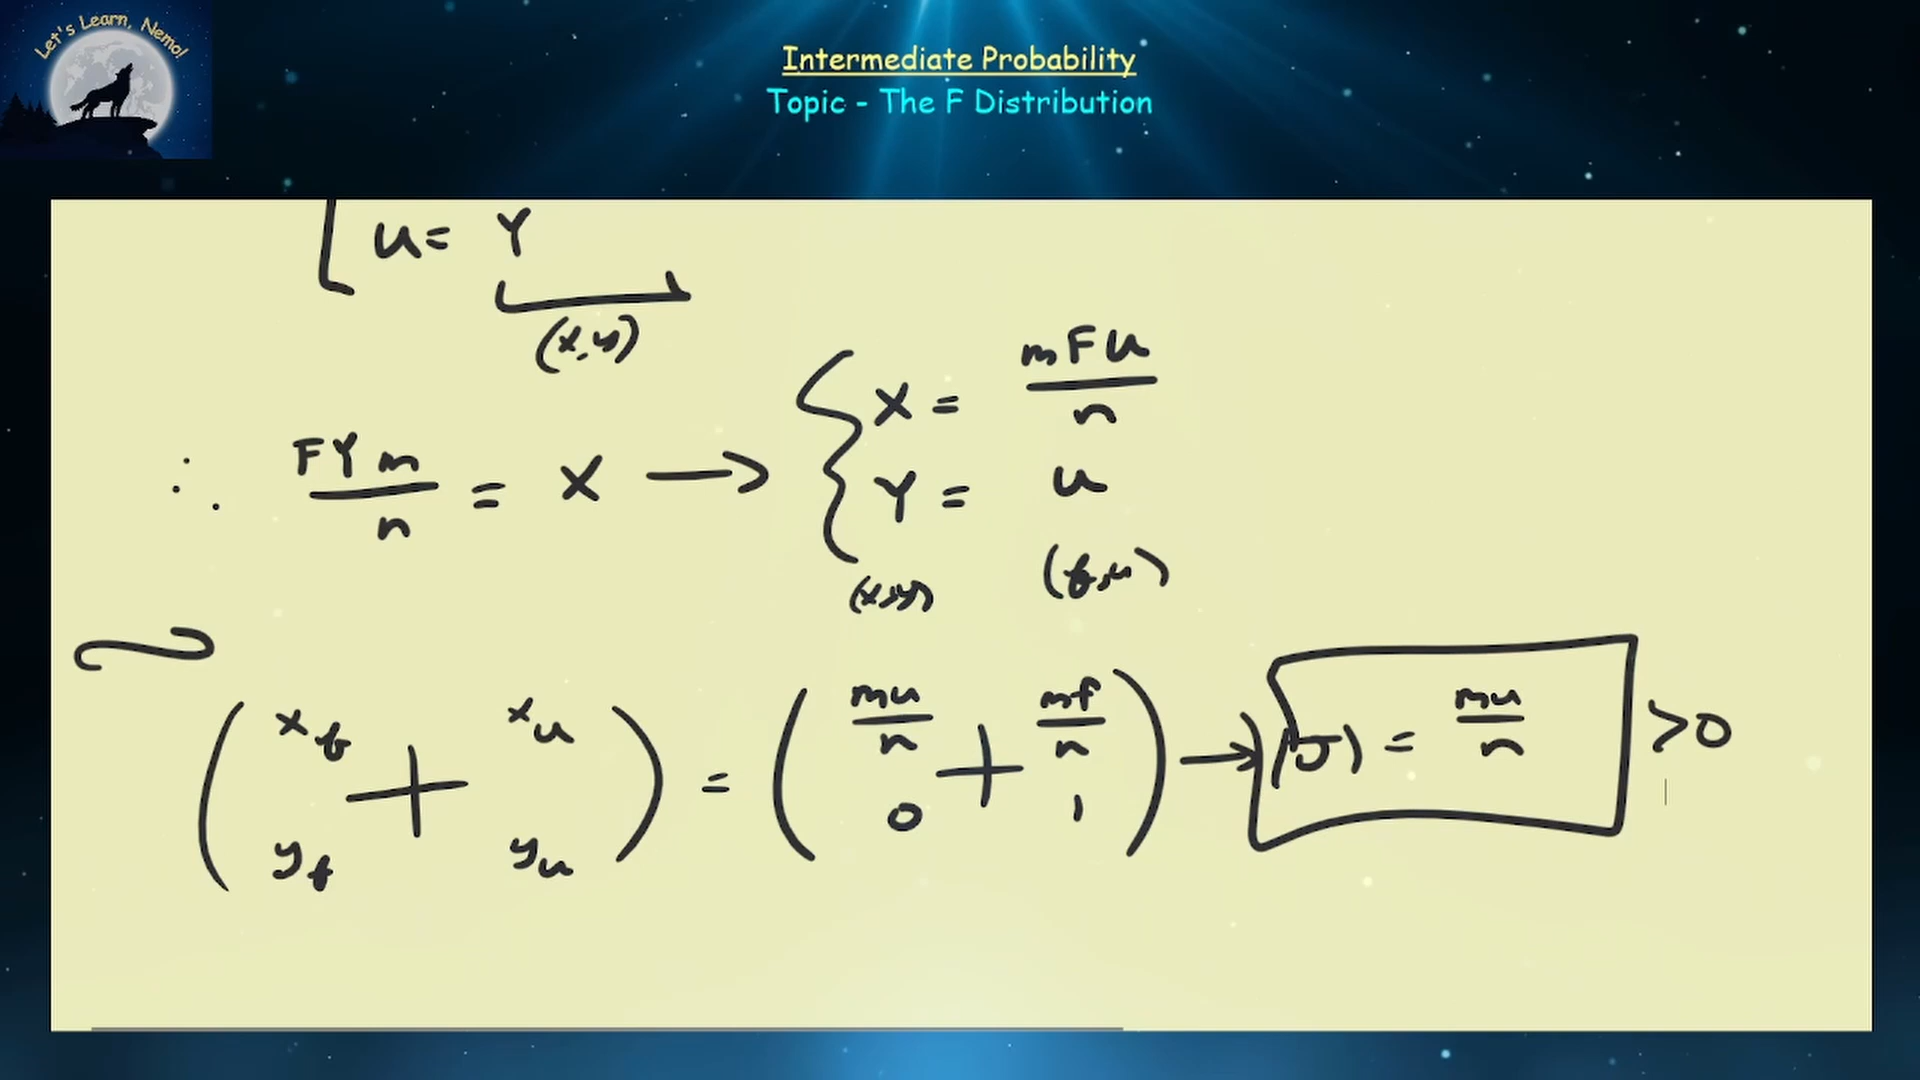 Let's Learn, Nemo!
Intermediate Probability
Topic - The F Distribution
u = Y
(x, y)
∴ FYm/n = X → { X = mFu/n
Y = u
(x, y) (f, u)
( x_f x_u ; y_f y_u ) = ( mu/n mf/n ; 0 1 ) → |(J)| = mu/n > 0